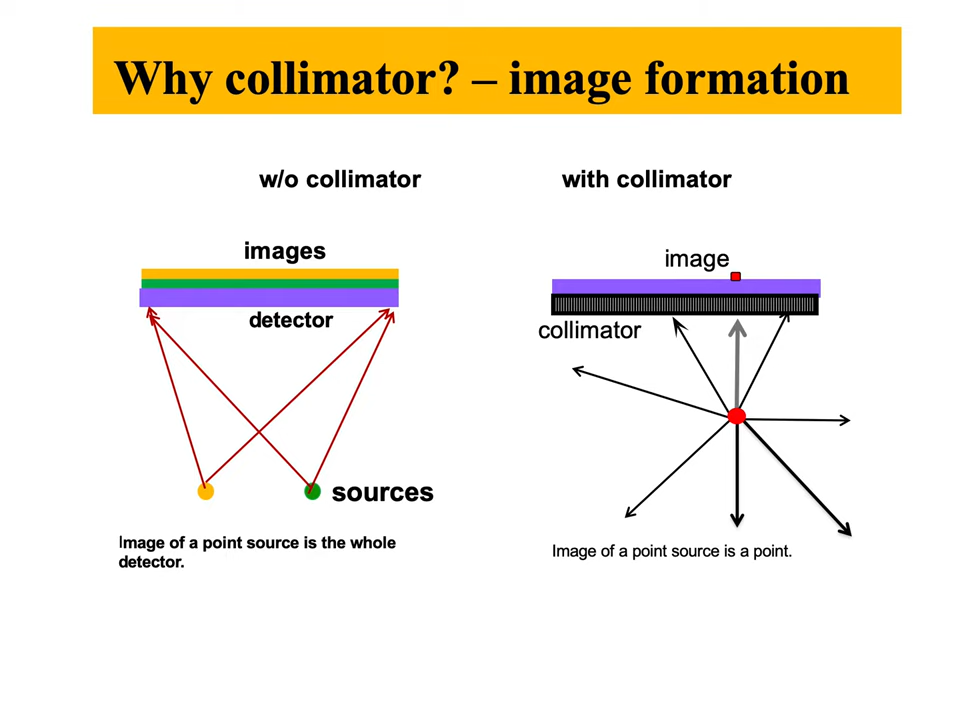 Why collimator? – image formation
w/o collimator
with collimator
images
detector
sources
Image of a point source is the whole
detector.
image
collimator
Image of a point source is a point.